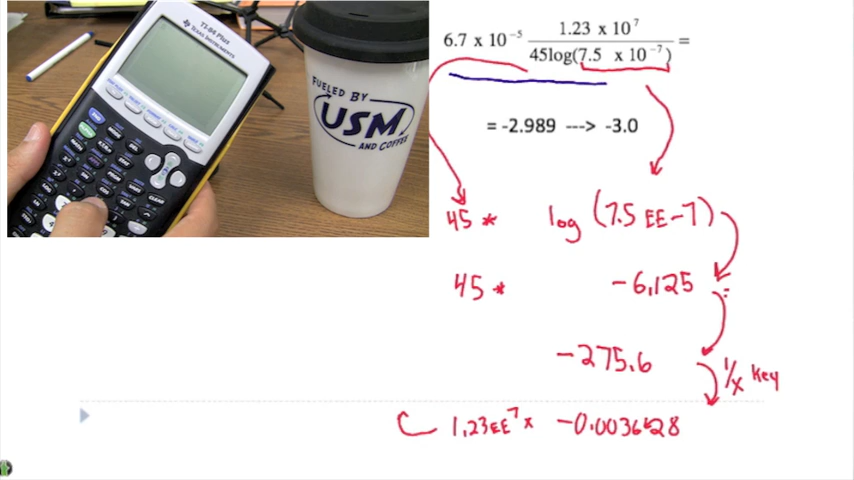 TI-84 Plus
TEXAS INSTRUMENTS
FUELED BY
USM
AND COFFEE
6.7 x 10⁻⁵ 1.23 x 10⁷ / 45log(7.5 x 10⁻⁷) =
= -2.989 ---> -3.0
45 * log (7.5 EE-7)
45 * -6.125
-275.6
1/x key
1.23EE7 x